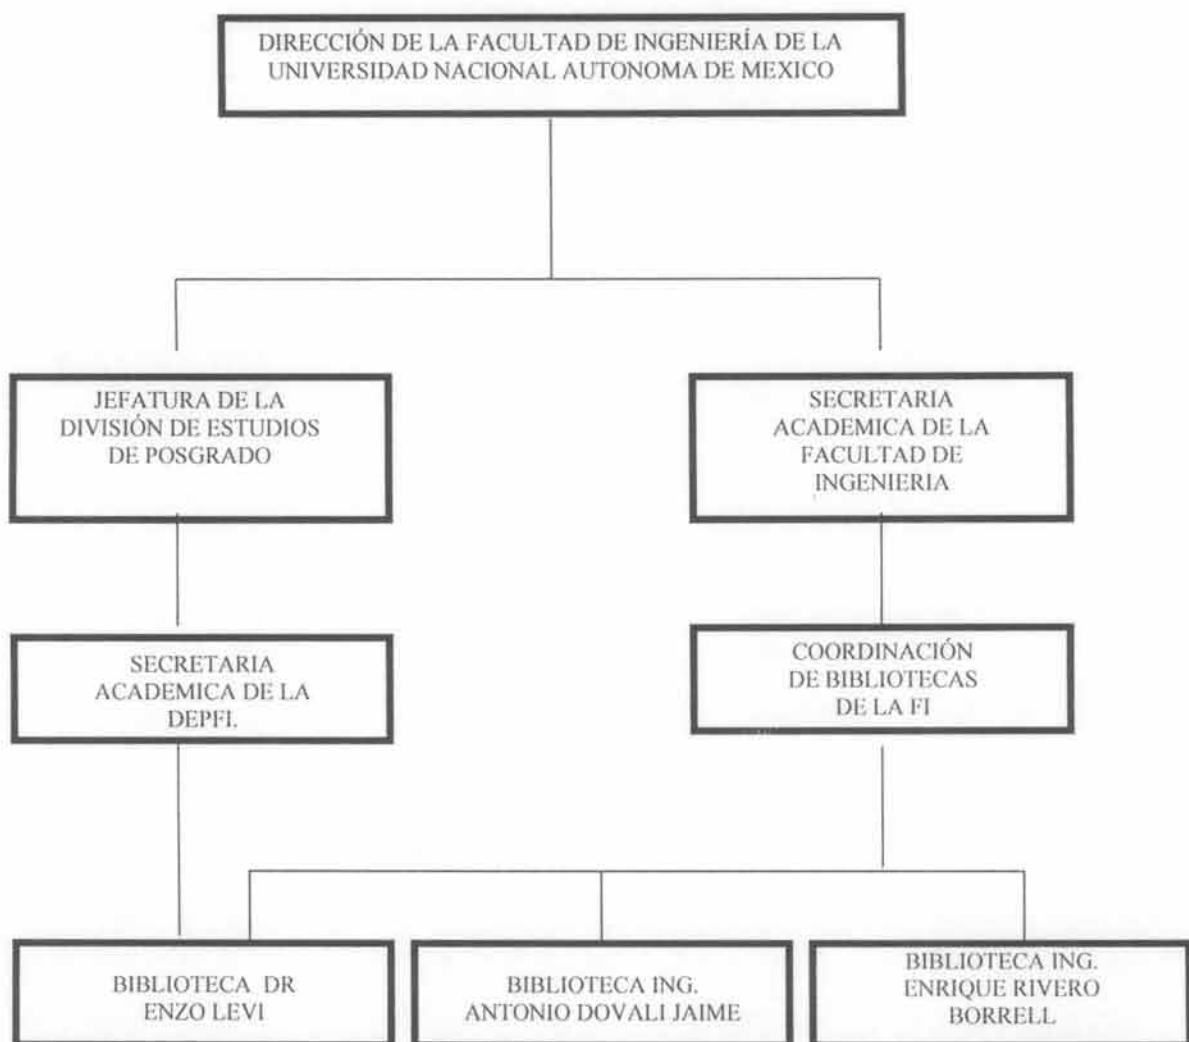 DIRECCIÓN DE LA FACULTAD DE INGENIERÍA DE LA
UNIVERSIDAD NACIONAL AUTONOMA DE MEXICO
JEFATURA DE LA
DIVISIÓN DE ESTUDIOS
DE POSGRADO
SECRETARIA
ACADEMICA DE LA
FACULTAD DE
INGENIERIA
SECRETARIA
ACADEMICA DE LA
DEPFI.
COORDINACIÓN
DE BIBLIOTECAS
DE LA FI
BIBLIOTECA DR
ENZO LEVI
BIBLIOTECA ING.
ANTONIO DOVALI JAIME
BIBLIOTECA ING.
ENRIQUE RIVERO
BORRELL